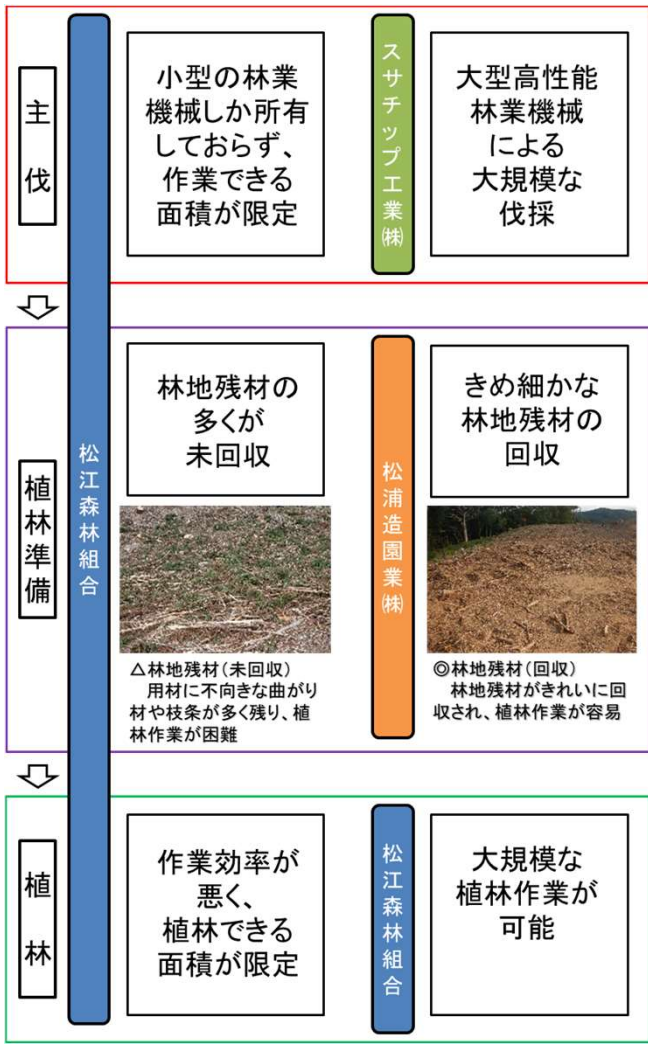 主伐
小型の林業
機械しか所有
しておらず、
作業できる
面積が限定
スサチップ工業㈱
大型高性能
林業機械
による
大規模な
伐採
松江森林組合
植林準備
林地残材の
多くが
未回収
松浦造園業㈱
きめ細かな
林地残材の
回収
△林地残材(未回収)
用材に不向きな曲がり
材や枝条が多く残り、植
林作業が困難
◎林地残材(回収)
林地残材がきれいに回
収され、植林作業が容易
植林
作業効率が
悪く、
植林できる
面積が限定
松江森林組合
大規模な
植林作業が
可能